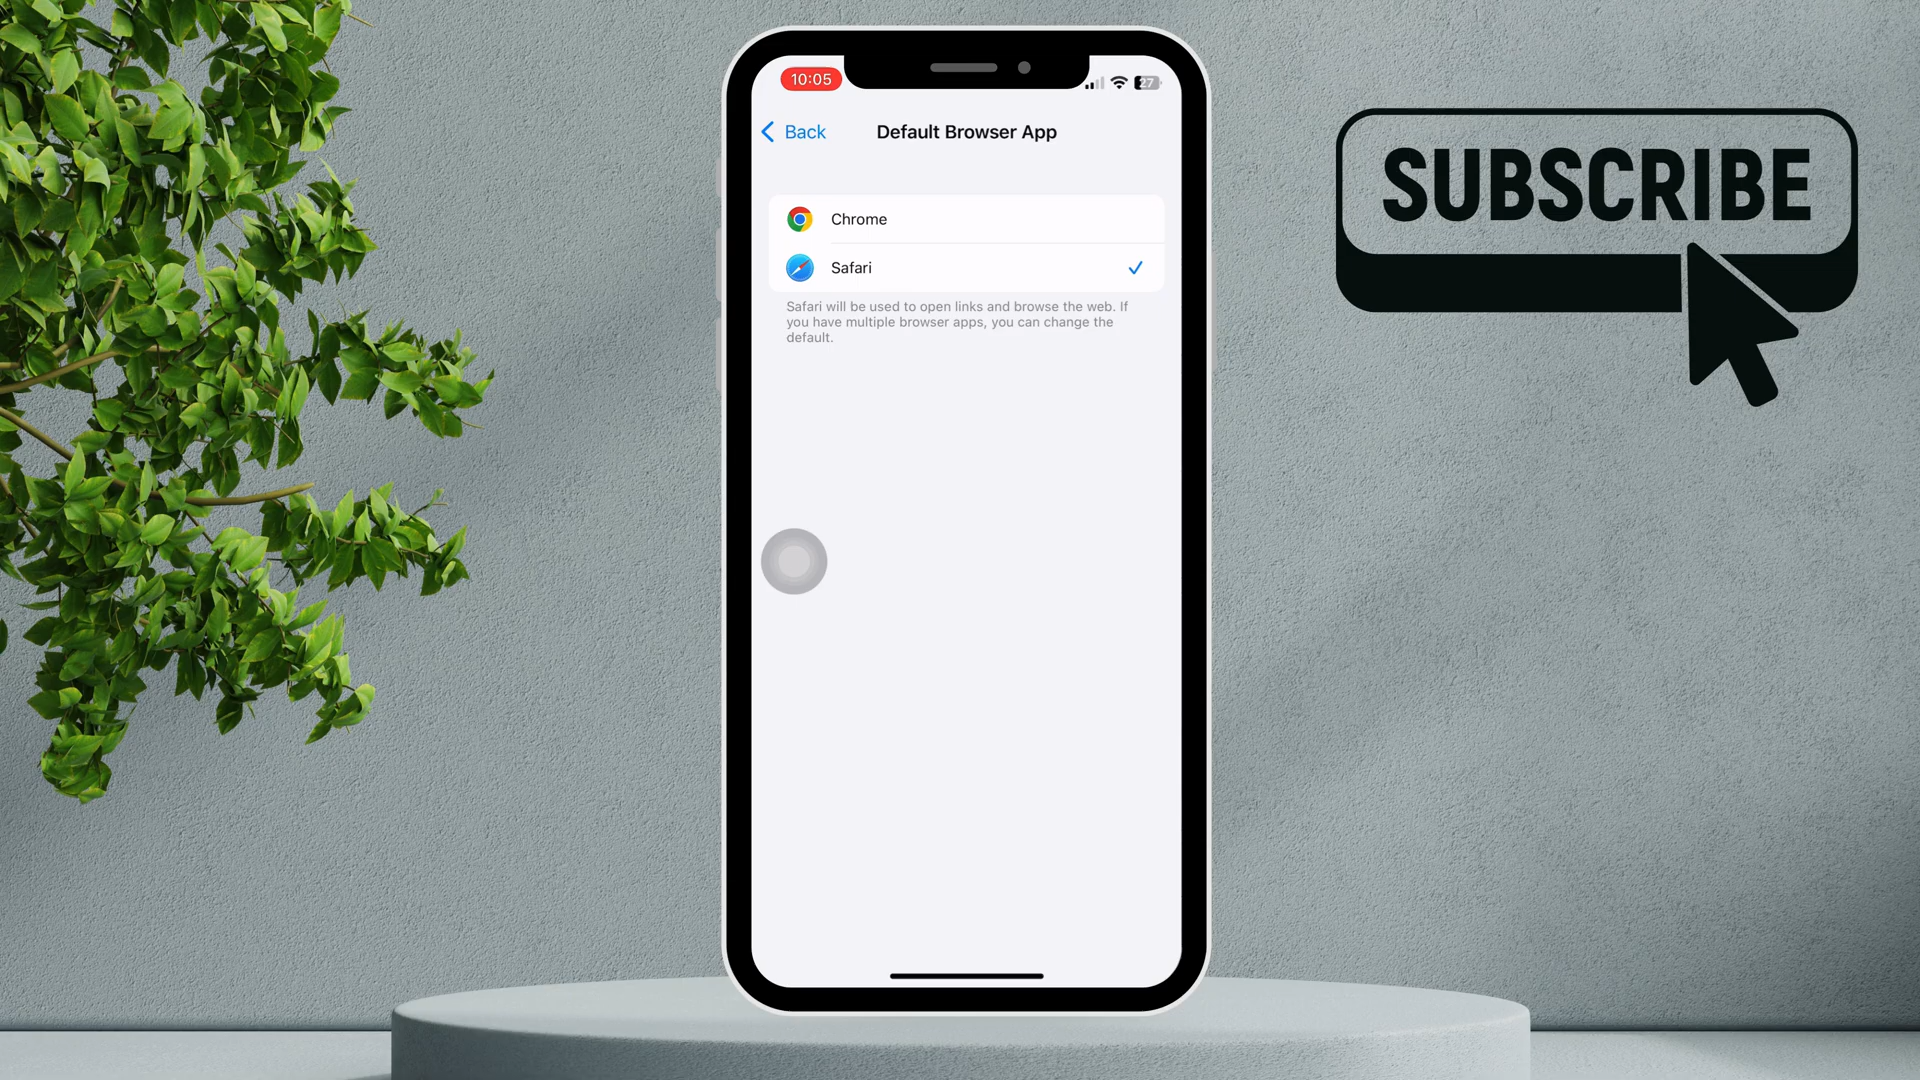 10:05
27
Back
Default Browser App
Chrome
Safari
Safari will be used to open links and browse the web. If
you have multiple browser apps, you can change the
default.
SUBSCRIBE